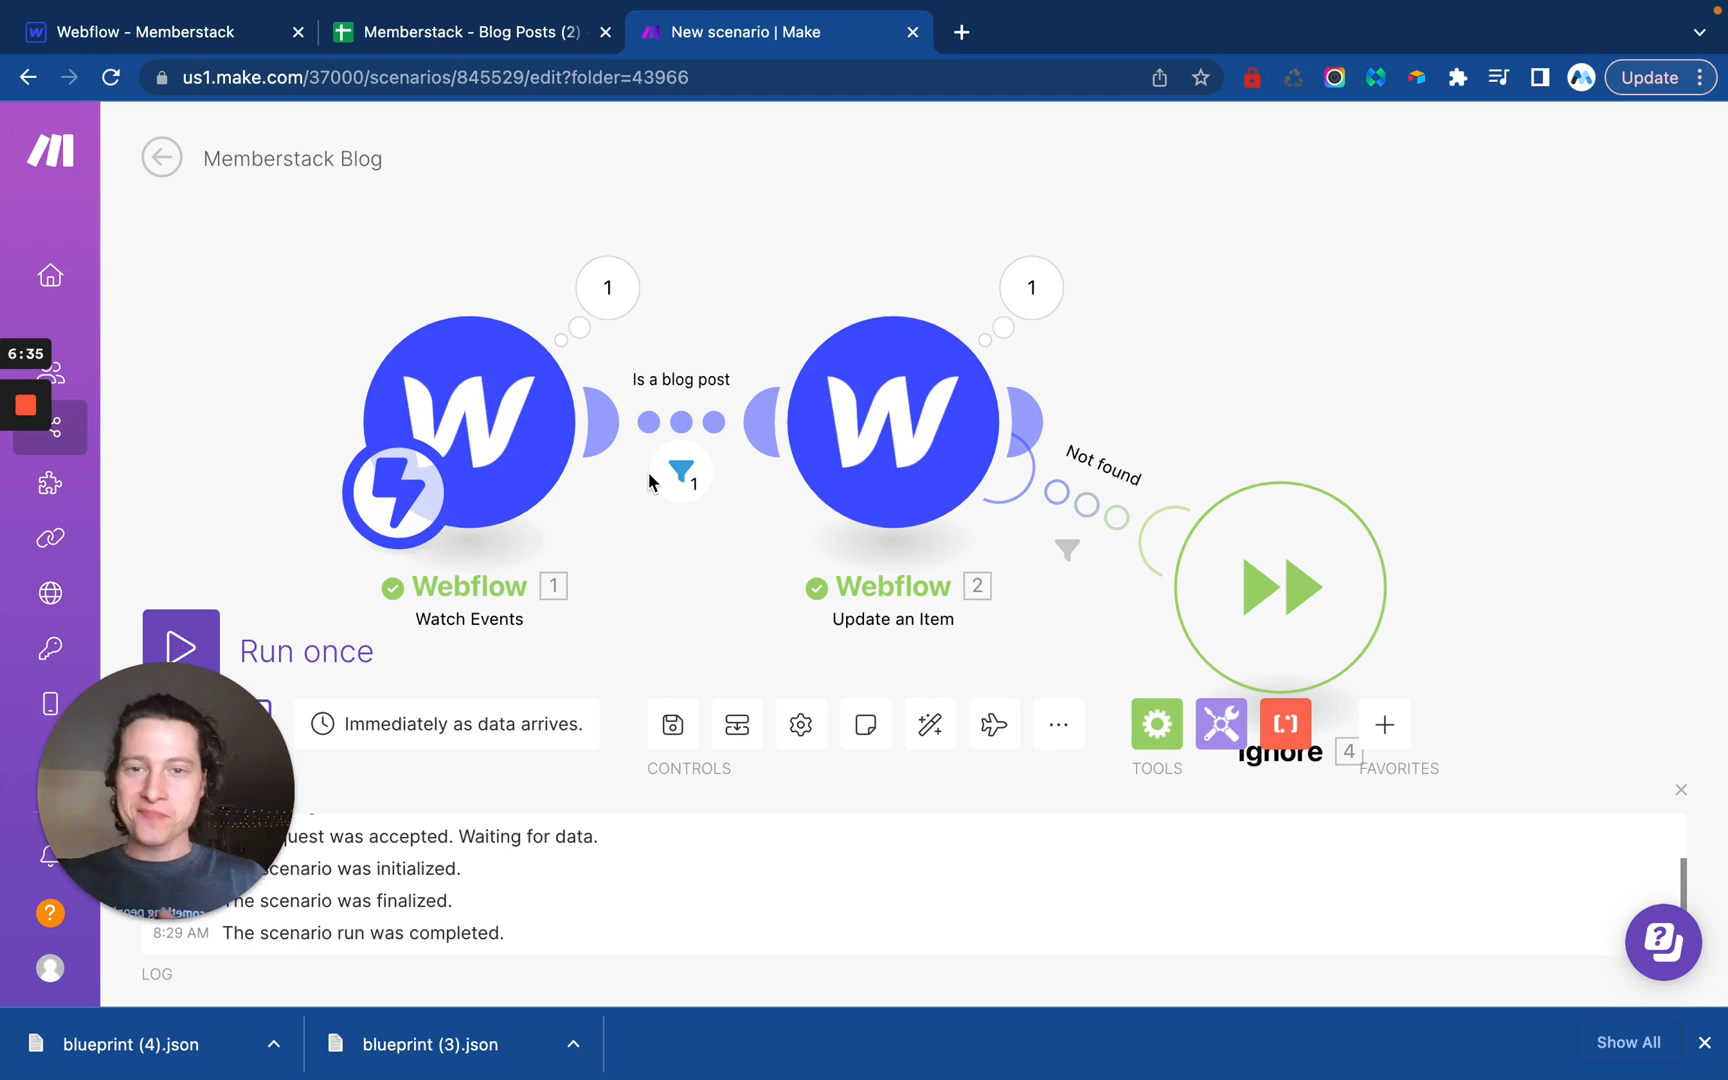 Webflow - Memberstack
Memberstack - Blog Posts (2)
New scenario | Make
us1.make.com/37000/scenarios/845529/edit?folder=43966
Update
Memberstack Blog
6:35
1
1
Is a blog post
Not found
1
Webflow 1
Watch Events
Webflow 2
Update an Item
Run once
Immediately as data arrives.
Ignore 4
CONTROLS
TOOLS
FAVORITES
was accepted. Waiting for data.
scenario was initialized.
The scenario was finalized.
8:29 AM The scenario run was completed.
LOG
blueprint (4).json
blueprint (3).json
Show All